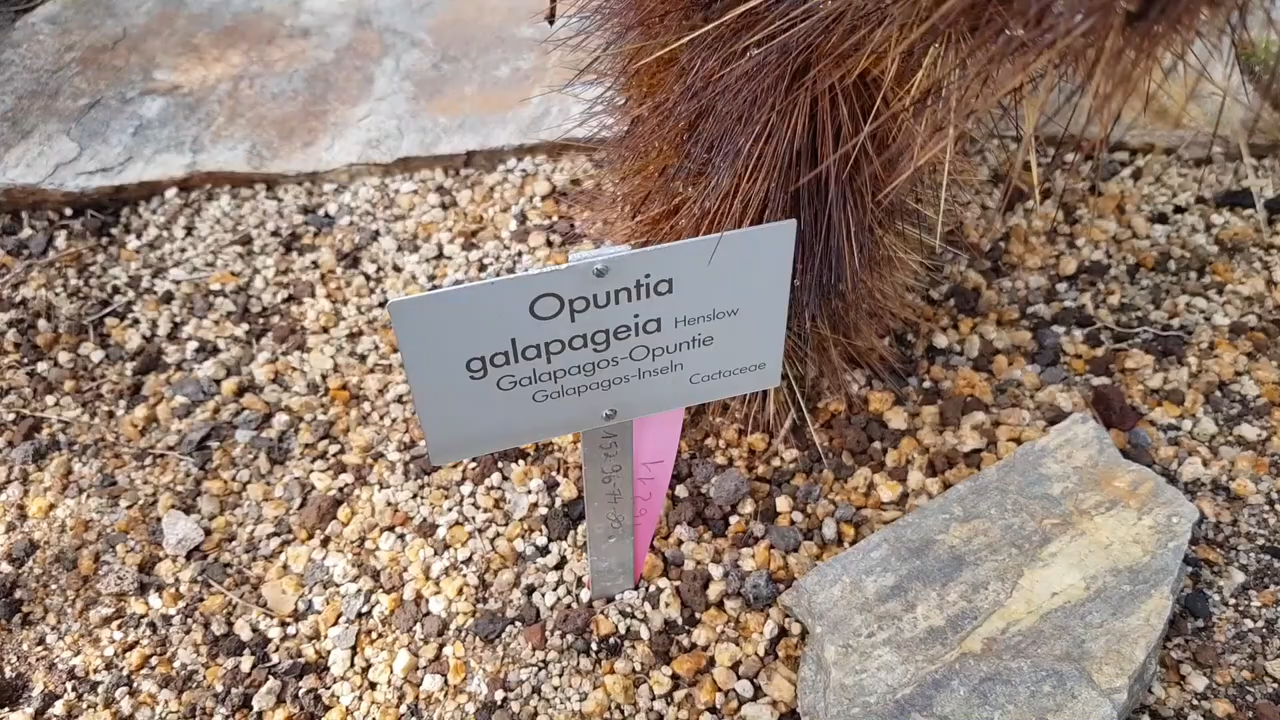 Opuntia
galapageia Henslow
Galapagos-Opuntie
Galapagos-Inseln
Cactaceae